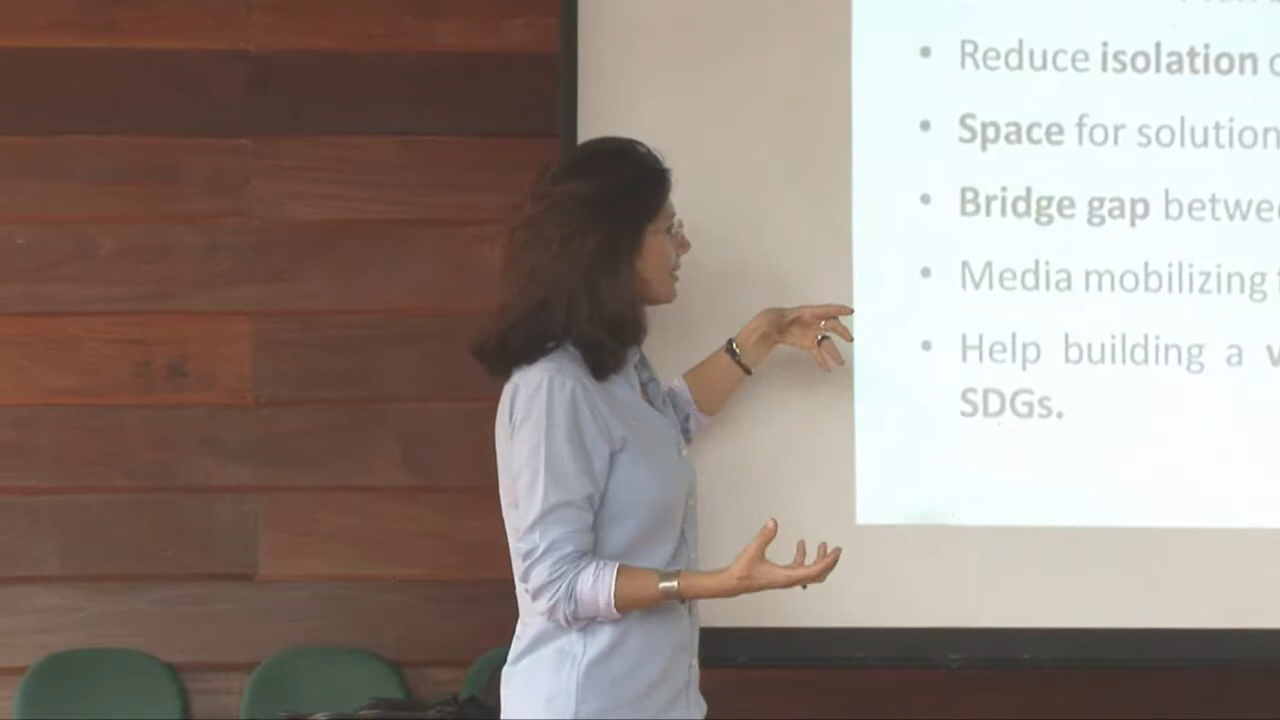 • Reduce isolation
• Space for solution
• Bridge gap
• Media mobilizing
• Help building a
SDGs.